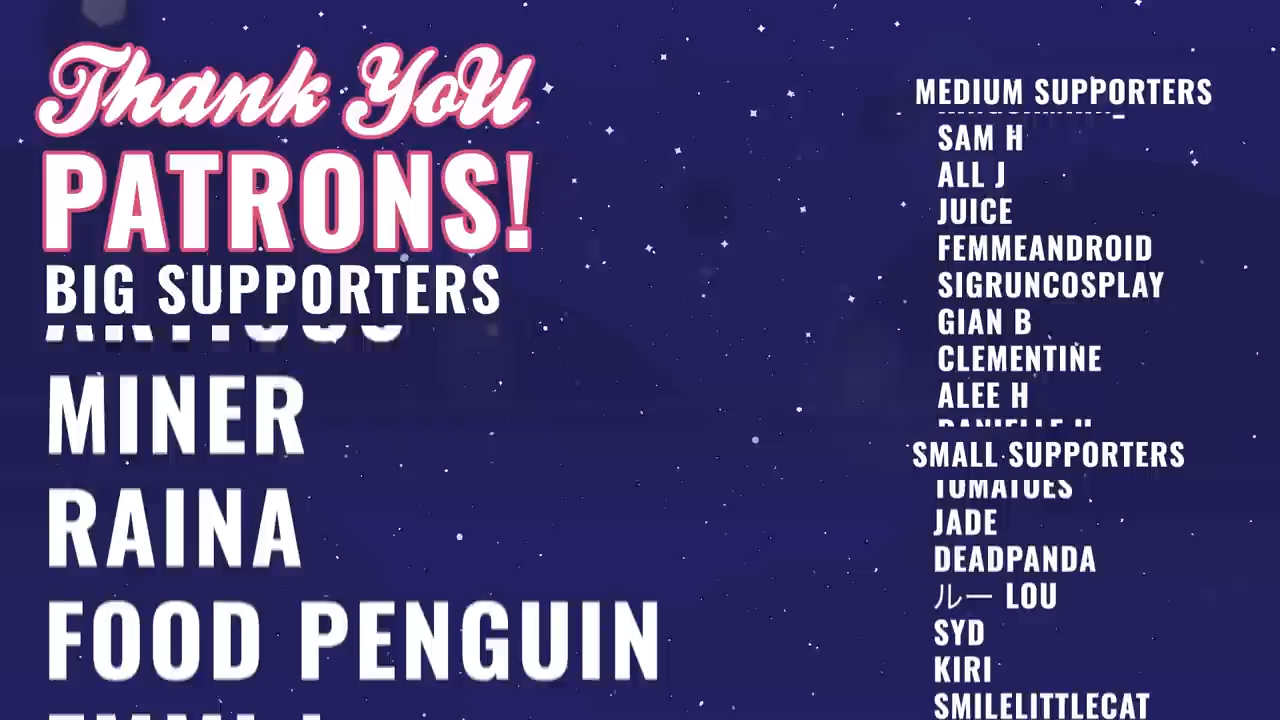 Thank You
PATRONS!
BIG SUPPORTERS
MINER
RAINA
FOOD PENGUIN
MEDIUM SUPPORTERS
SAM H
ALL J
JUICE
FEMMEANDROID
SIGRUNCOSPLAY
GIAN B
CLEMENTINE
ALEE H
SMALL SUPPORTERS
TOMATOES
JADE
DEADPANDA
ルー LOU
SYD
KIRI
SMILELITTLECAT